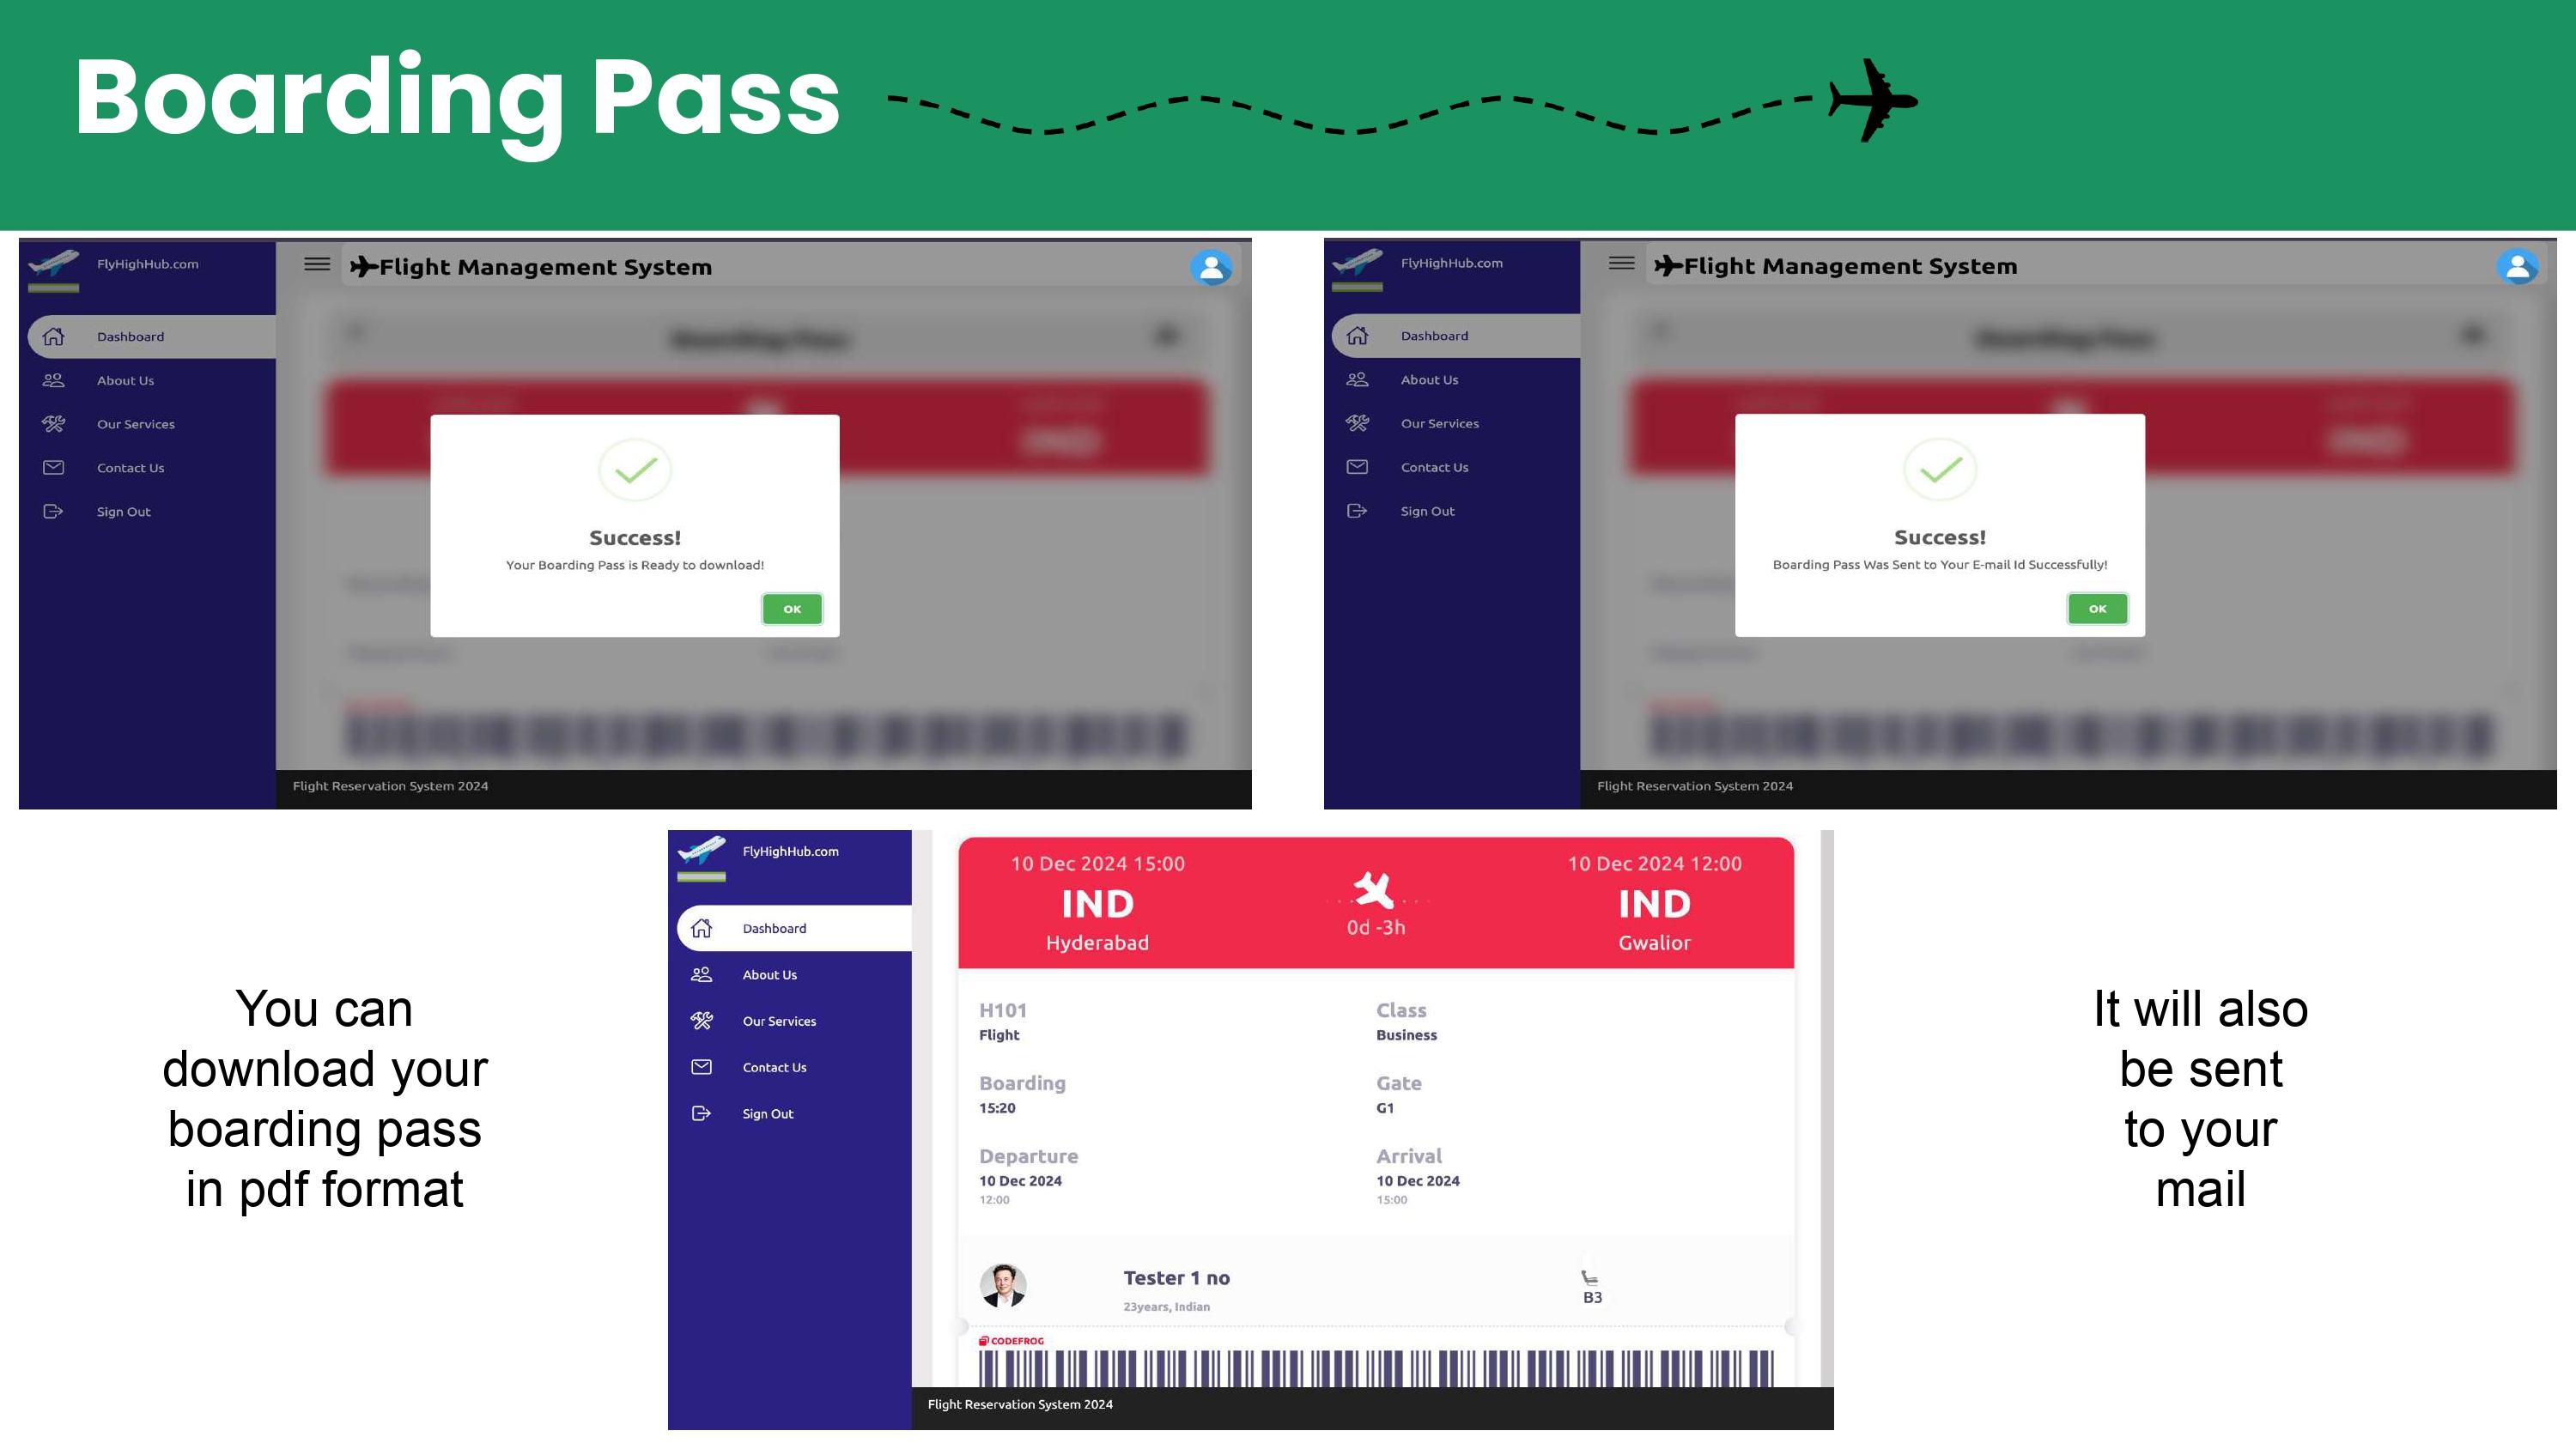 Boarding Pass
FlyHighHub.com
Flight Management System
Dashboard
About Us
Our Services
Contact Us
Sign Out
Success!
Your Boarding Pass is Ready to download!
OK
Flight Reservation System 2024
FlyHighHub.com
Flight Management System
Dashboard
About Us
Our Services
Contact Us
Sign Out
Success!
Boarding Pass Was Sent to Your E-mail Id Successfully!
OK
Flight Reservation System 2024
You can
download your
boarding pass
in pdf format
FlyHighHub.com
Dashboard
About Us
Our Services
Contact Us
Sign Out
10 Dec 2024 15:00
IND
Hyderabad
0d -3h
10 Dec 2024 12:00
IND
Gwalior
H101
Flight
Class
Business
Boarding
15:20
Gate
G1
Departure
10 Dec 2024
12:00
Arrival
10 Dec 2024
15:00
Tester 1 no
23years, Indian
B3
CODEFROG
Flight Reservation System 2024
It will also
be sent
to your
mail